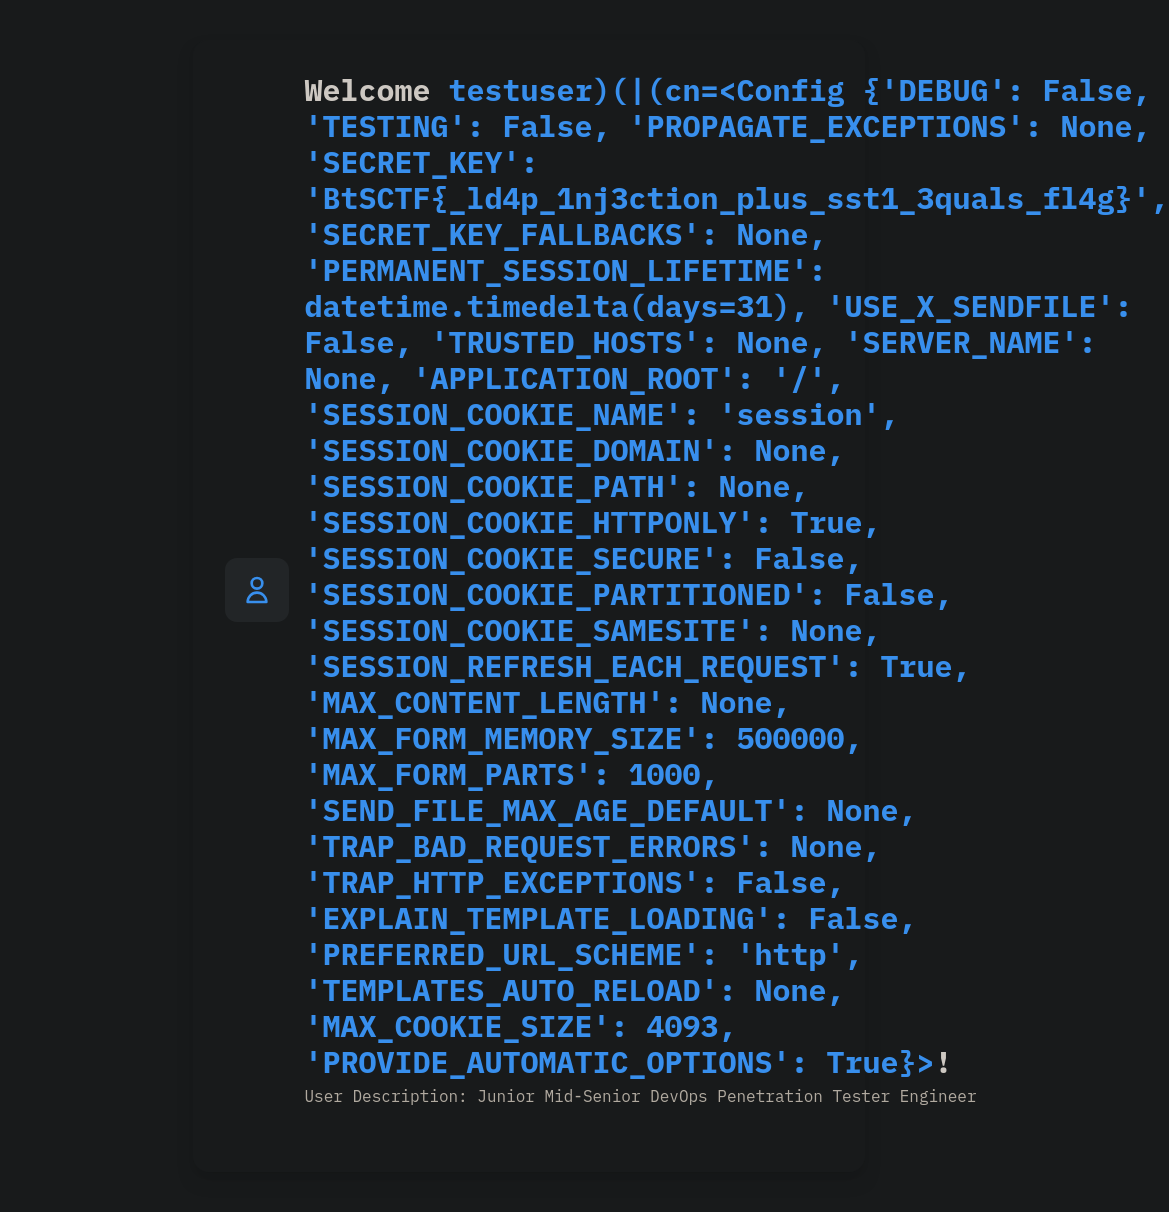 Welcome testuser)(|(cn=<Config {'DEBUG': False,
'TESTING': False, 'PROPAGATE_EXCEPTIONS': None,
'SECRET_KEY':
'BtSCTF{_ld4p_1nj3ction_plus_sst1_3quals_fl4g}',
'SECRET_KEY_FALLBACKS': None,
'PERMANENT_SESSION_LIFETIME':
datetime.timedelta(days=31), 'USE_X_SENDFILE':
False, 'TRUSTED_HOSTS': None, 'SERVER_NAME':
None, 'APPLICATION_ROOT': '/',
'SESSION_COOKIE_NAME': 'session',
'SESSION_COOKIE_DOMAIN': None,
'SESSION_COOKIE_PATH': None,
'SESSION_COOKIE_HTTPONLY': True,
'SESSION_COOKIE_SECURE': False,
'SESSION_COOKIE_PARTITIONED': False,
'SESSION_COOKIE_SAMESITE': None,
'SESSION_REFRESH_EACH_REQUEST': True,
'MAX_CONTENT_LENGTH': None,
'MAX_FORM_MEMORY_SIZE': 500000,
'MAX_FORM_PARTS': 1000,
'SEND_FILE_MAX_AGE_DEFAULT': None,
'TRAP_BAD_REQUEST_ERRORS': None,
'TRAP_HTTP_EXCEPTIONS': False,
'EXPLAIN_TEMPLATE_LOADING': False,
'PREFERRED_URL_SCHEME': 'http',
'TEMPLATES_AUTO_RELOAD': None,
'MAX_COOKIE_SIZE': 4093,
'PROVIDE_AUTOMATIC_OPTIONS': True}>!
User Description: Junior Mid-Senior DevOps Penetration Tester Engineer